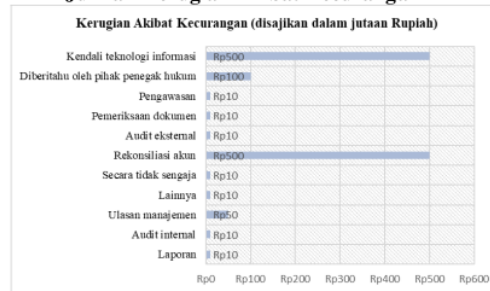 Kerugian Akibat Kecurangan (disajikan dalam jutaan Rupiah)
Kendali teknologi informasi Rp500
Diberitahu oleh pihak penegak hukum Rp100
Pengawasan Rp10
Pemeriksaan dokumen Rp10
Audit eksternal Rp10
Rekonsiliasi akun Rp500
Secara tidak sengaja Rp10
Lainnya Rp10
Ulasan manajemen Rp50
Audit internal Rp10
Laporan Rp10
Rp0 Rp100 Rp200 Rp300 Rp400 Rp500 Rp600